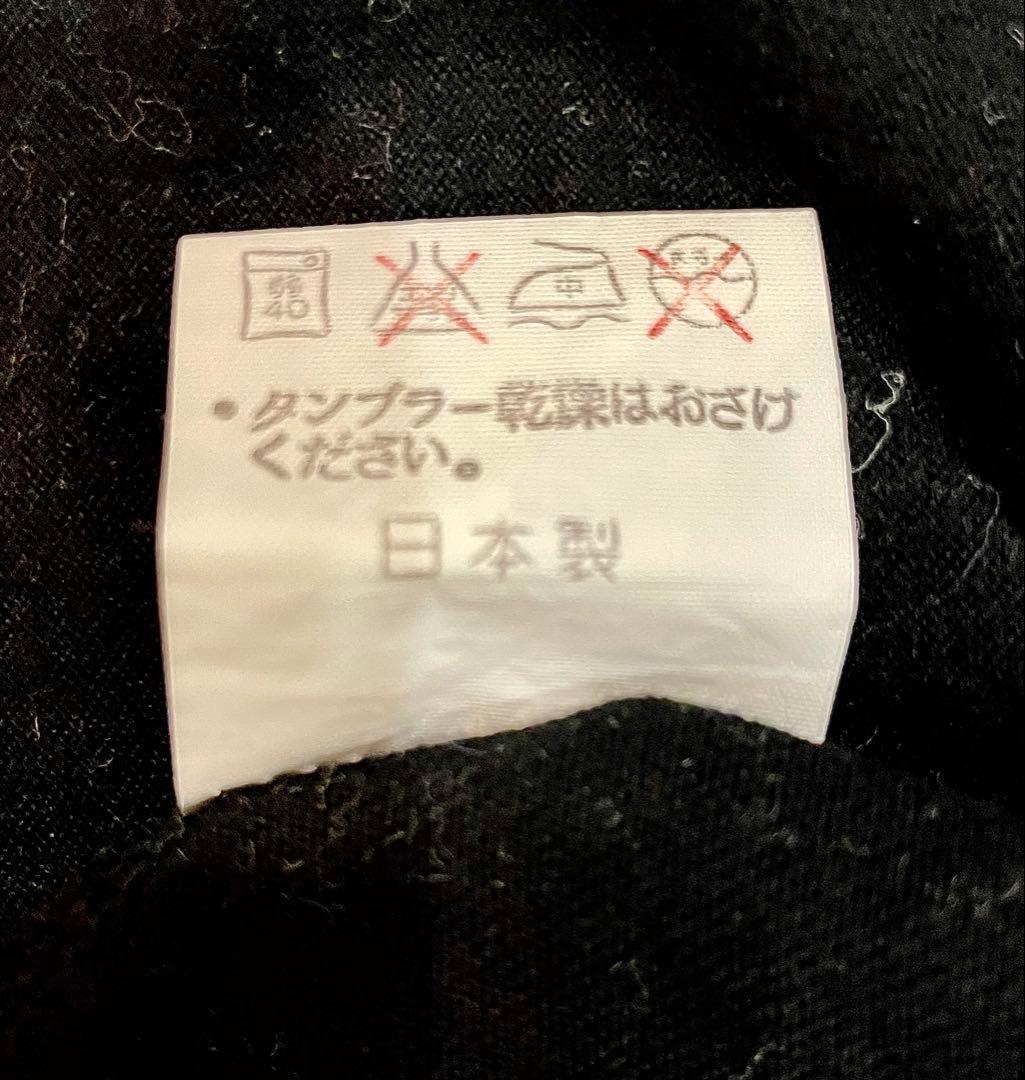 弱
40
中
・タンブラー乾燥はおさけ
ください。
日本製